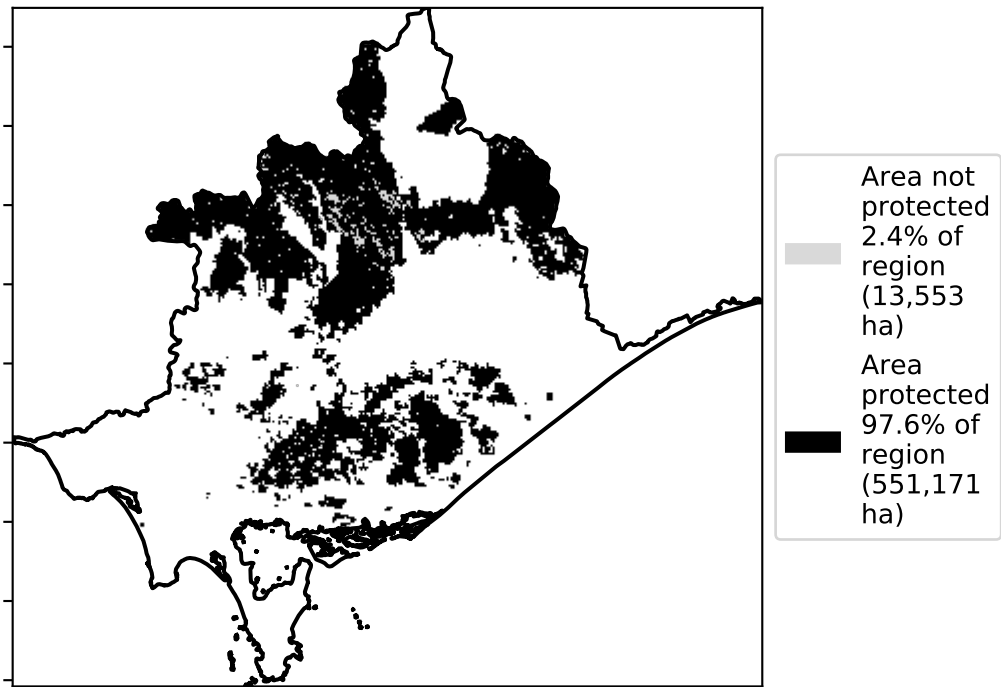 Area not
protected
2.4% of
region
(13,553
ha)
Area
protected
97.6% of
region
(551,171
ha)